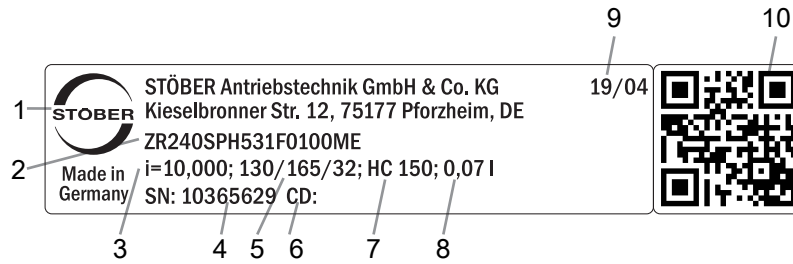 9
10
STÖBER Antriebstechnik GmbH & Co. KG 19/04
1 STÖBER Kieselbronner Str. 12, 75177 Pforzheim, DE
2 ZR240SPH531F0100ME
Made in Germany
i=10,000; 130/165/32; HC 150; 0,07 l
SN: 10365629 CD:
3 4 5 6 7 8